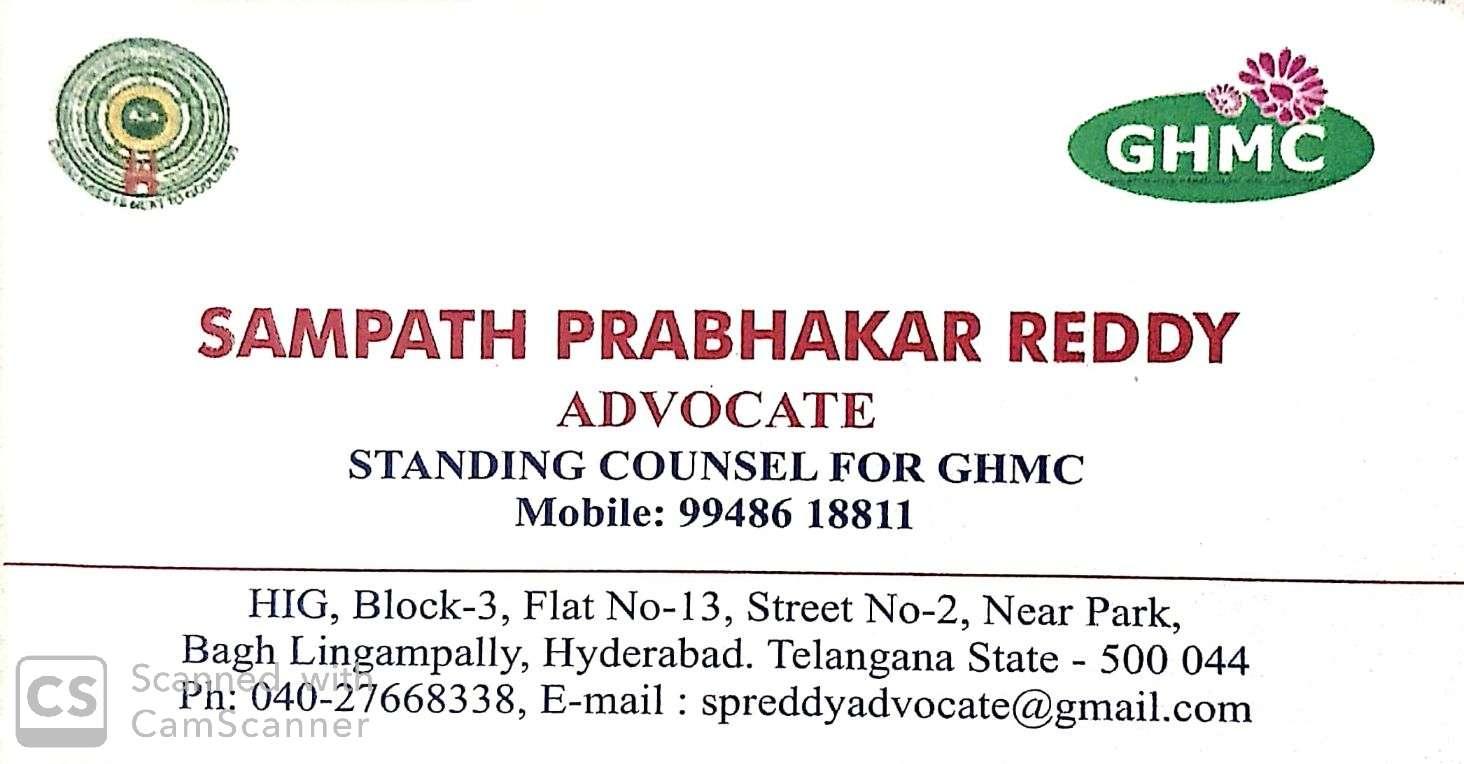 GHMC
SAMPATH PRABHAKAR REDDY
ADVOCATE
STANDING COUNSEL FOR GHMC
Mobile: 99486 18811
HIG, Block-3, Flat No-13, Street No-2, Near Park,
Bagh Lingampally, Hyderabad. Telangana State - 500 044
Ph: 040-27668338, E-mail : spreddyadvocate@gmail.com
CS
Scanned with
CamScanner